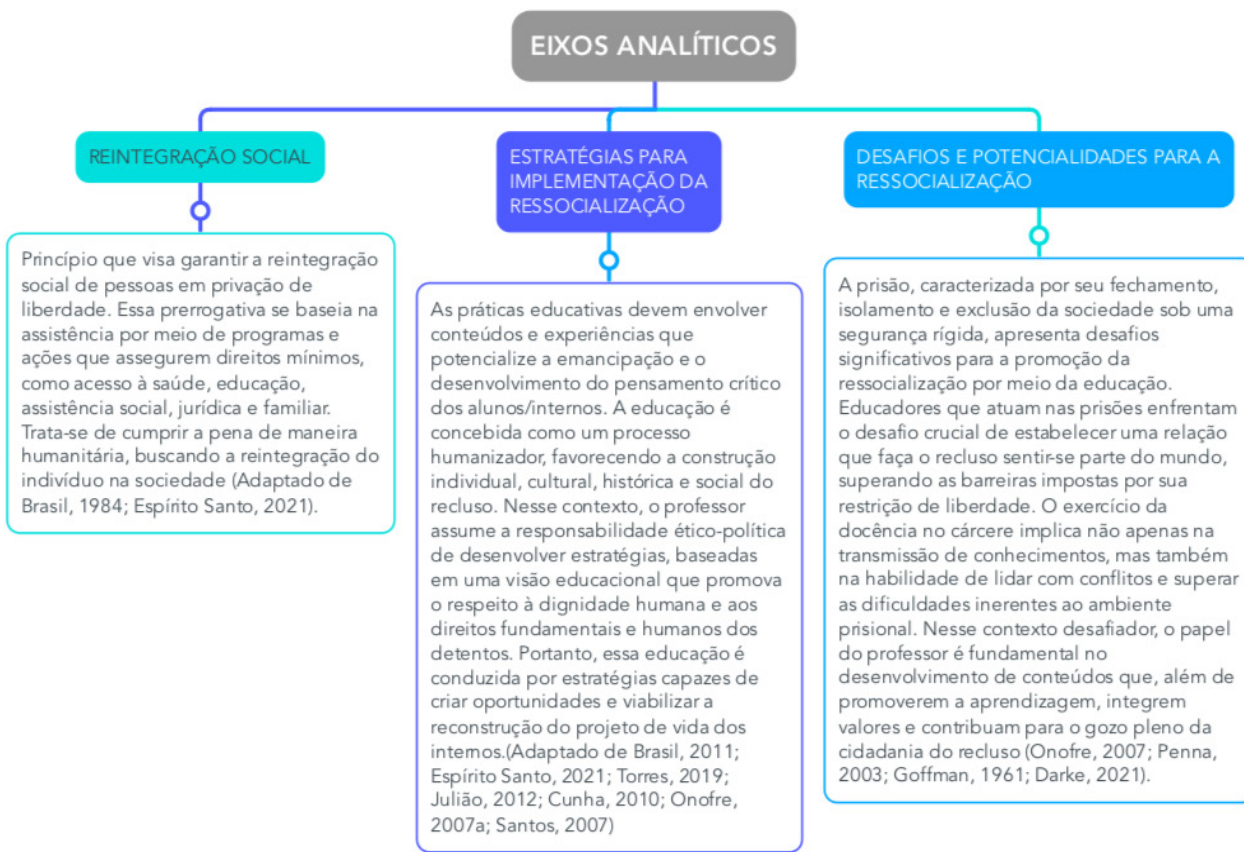 EIXOS ANALÍTICOS
REINTEGRAÇÃO SOCIAL
Princípio que visa garantir a reintegração
social de pessoas em privação de
liberdade. Essa prerrogativa se baseia na
assistência por meio de programas e
ações que assegurem direitos mínimos,
como acesso à saúde, educação,
assistência social, jurídica e familiar.
Trata-se de cumprir a pena de maneira
humanitária, buscando a reintegração do
indivíduo na sociedade (Adaptado de
Brasil, 1984; Espírito Santo, 2021).
ESTRATÉGIAS PARA
IMPLEMENTAÇÃO DA
RESSOCIALIZAÇÃO
As práticas educativas devem envolver
conteúdos e experiências que
potencialize a emancipação e o
desenvolvimento do pensamento crítico
dos alunos/internos. A educação é
concebida como um processo
humanizador, favorecendo a construção
individual, cultural, histórica e social do
recluso. Nesse contexto, o professor
assume a responsabilidade ético-política
de desenvolver estratégias, baseadas
em uma visão educacional que promova
o respeito à dignidade humana e aos
direitos fundamentais e humanos dos
detentos. Portanto, essa educação é
conduzida por estratégias capazes de
criar oportunidades e viabilizar a
reconstrução do projeto de vida dos
internos.(Adaptado de Brasil, 2011;
Espírito Santo, 2021; Torres, 2019;
Julião, 2012; Cunha, 2010; Onofre,
2007a; Santos, 2007)
DESAFIOS E POTENCIALIDADES PARA A
RESSOCIALIZAÇÃO
A prisão, caracterizada por seu fechamento,
isolamento e exclusão da sociedade sob uma
segurança rígida, apresenta desafios
significativos para a promoção da
ressocialização por meio da educação.
Educadores que atuam nas prisões enfrentam
o desafio crucial de estabelecer uma relação
que faça o recluso sentir-se parte do mundo,
superando as barreiras impostas por sua
restrição de liberdade. O exercício da
docência no cárcere implica não apenas na
transmissão de conhecimentos, mas também
na habilidade de lidar com conflitos e superar
as dificuldades inerentes ao ambiente
prisional. Nesse contexto desafiador, o papel
do professor é fundamental no
desenvolvimento de conteúdos que, além de
promoverem a aprendizagem, integrem
valores e contribuam para o gozo pleno da
cidadania do recluso (Onofre, 2007; Penna,
2003; Goffman, 1961; Darke, 2021).